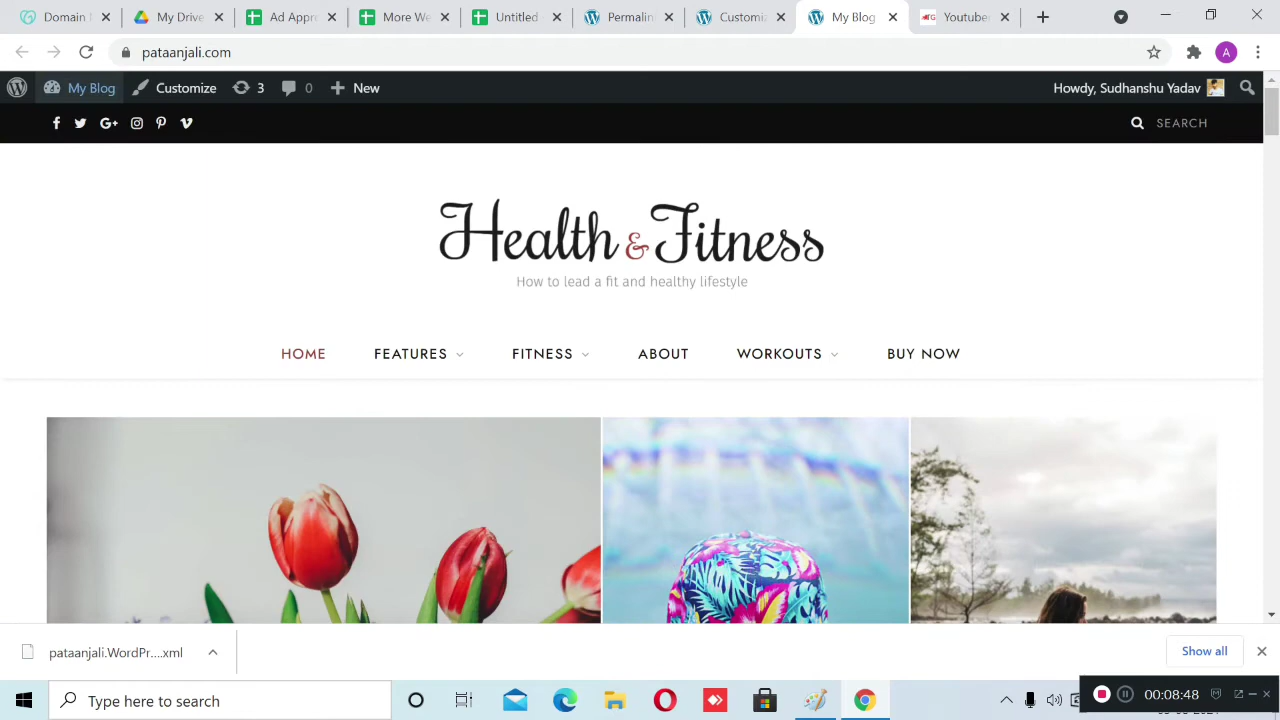 Domain
My Drive
Ad Appro
More We
Untitled
Permalin
Customi
My Blog
Youtube
pataanjali.com
A
My Blog
Customize
3
0
New
Howdy, Sudhanshu Yadav
SEARCH
Health & Fitness
How to lead a fit and healthy lifestyle
HOME
FEATURES
FITNESS
ABOUT
WORKOUTS
BUY NOW
pataanjali.WordPr....xml
Show all
Type here to search
00:08:48